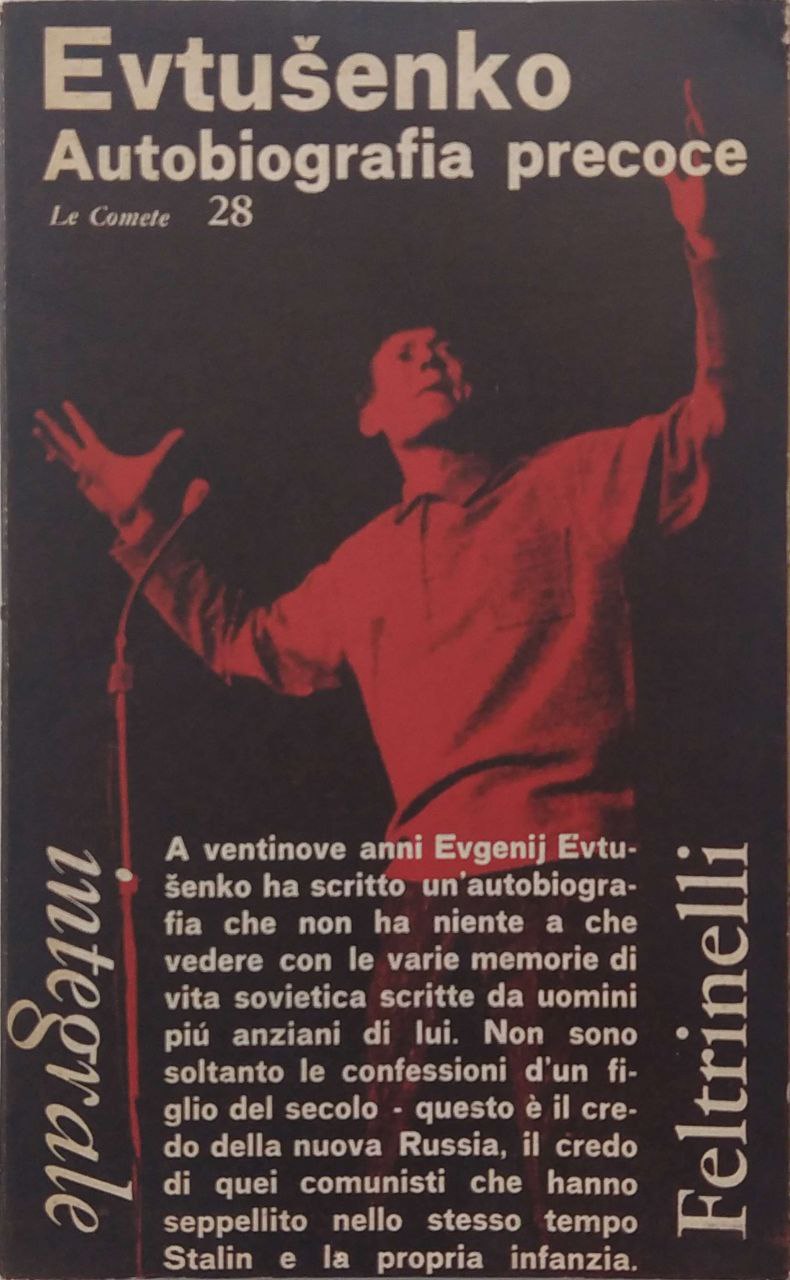 Evtušenko
Autobiografia precoce
Le Comete 28
A ventinove anni Evgenij Evtu-
šenko ha scritto un'autobiogra-
fia che non ha niente a che
vedere con le varie memorie di
vita sovietica scritte da uomini
piú anziani di lui. Non sono
soltanto le confessioni d'un fi-
glio del secolo - questo è il cre-
do della nuova Russia, il credo
di quei comunisti che hanno
seppellito nello stesso tempo
Stalin e la propria infanzia.
integrale
Feltrinelli